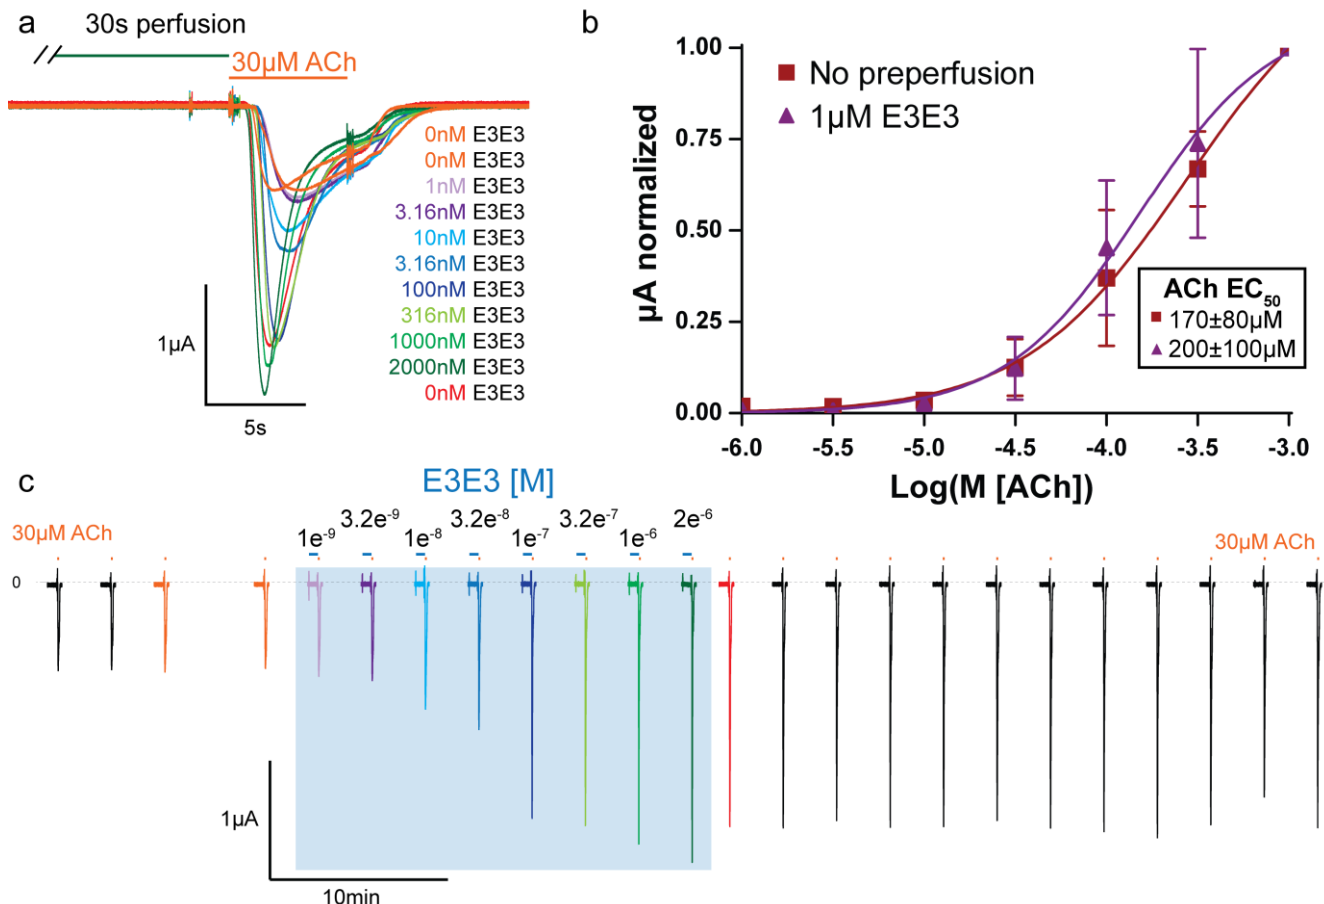 a
30s perfusion
30µM ACh
0nM E3E3
0nM E3E3
1nM E3E3
3.16nM E3E3
10nM E3E3
3.16nM E3E3
100nM E3E3
316nM E3E3
1000nM E3E3
2000nM E3E3
0nM E3E3
1µA
5s
b
µA normalized
1.00
0.75
0.50
0.25
0.00
No preperfusion
1µM E3E3
ACh EC50
170±80µM
200±100µM
-6.0 -5.5 -5.0 -4.5 -4.0 -3.5 -3.0
Log(M [ACh])
c
E3E3 [M]
30µM ACh
1e-9 3.2e-9 1e-8 3.2e-8 1e-7 3.2e-7 1e-6 2e-6
30µM ACh
0
1µA
10min